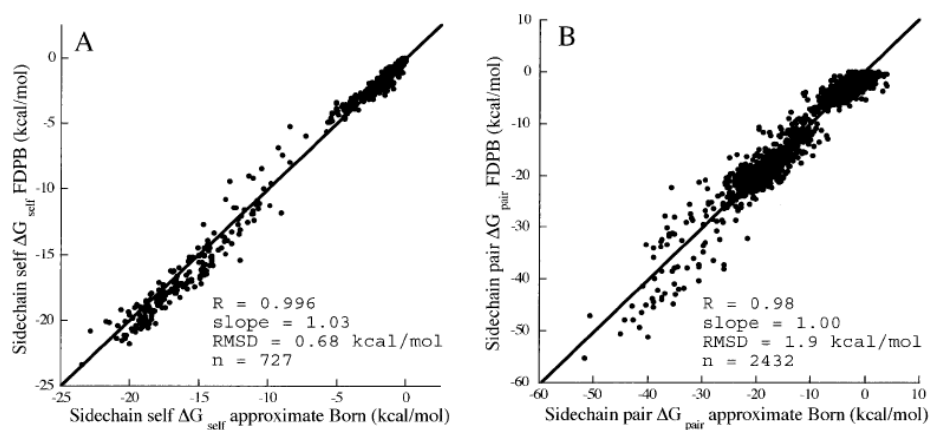 A
0
-5
-10
-15
-20
-25
-25 -20 -15 -10 -5 0
Sidechain self ΔG self FDPB (kcal/mol)
R = 0.996
slope = 1.03
RMSD = 0.68 kcal/mol
n = 727
Sidechain self ΔG self approximate Born (kcal/mol)
B
10
0
-10
-20
-30
-40
-50
-60
-60 -50 -40 -30 -20 -10 0 10
Sidechain pair ΔG pair FDPB (kcal/mol)
R = 0.98
slope = 1.00
RMSD = 1.9 kcal/mol
n = 2432
Sidechain pair ΔG pair approximate Born (kcal/mol)